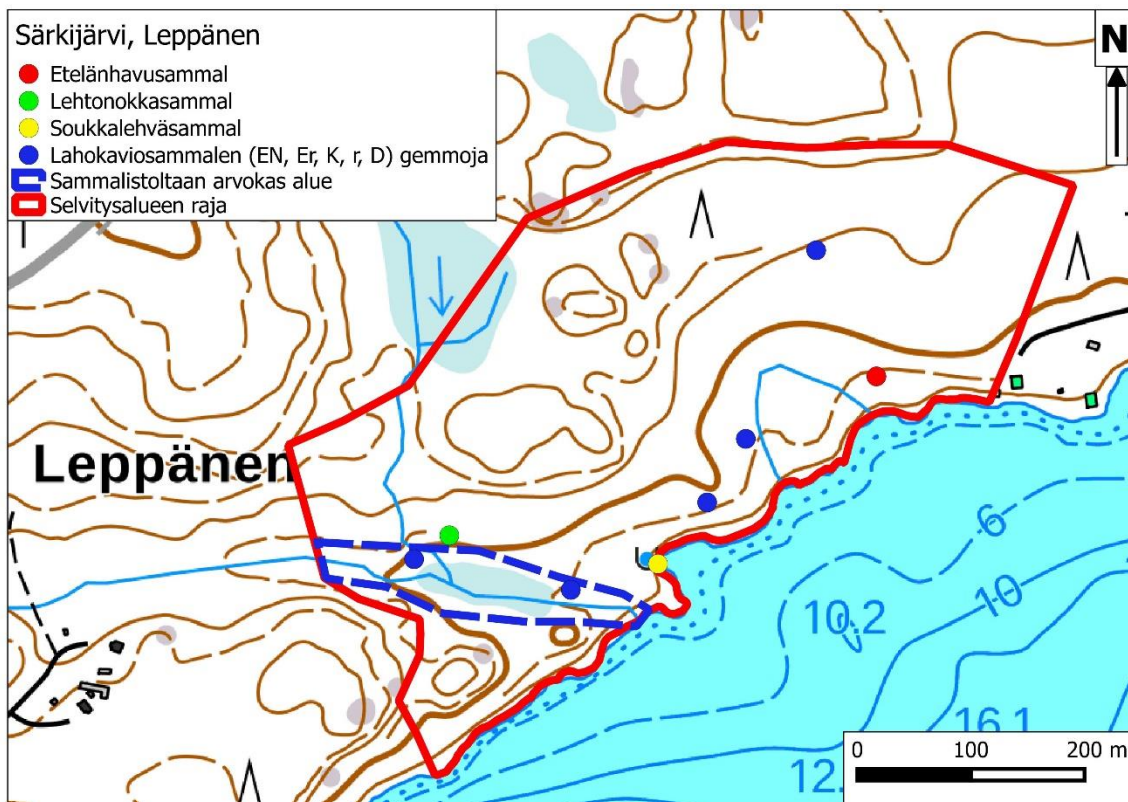 Särkijärvi, Leppänen
Etelänhavusammal
Lehtonokkasammal
Soukkalehväsammal
Lahokaviosammalen (EN, Er, K, r, D) gemmoja
Sammalistoltaan arvokas alue
Selvitysalueen raja
N
Leppänen
6
10
10.2
16.1
12.
0 100 200 m